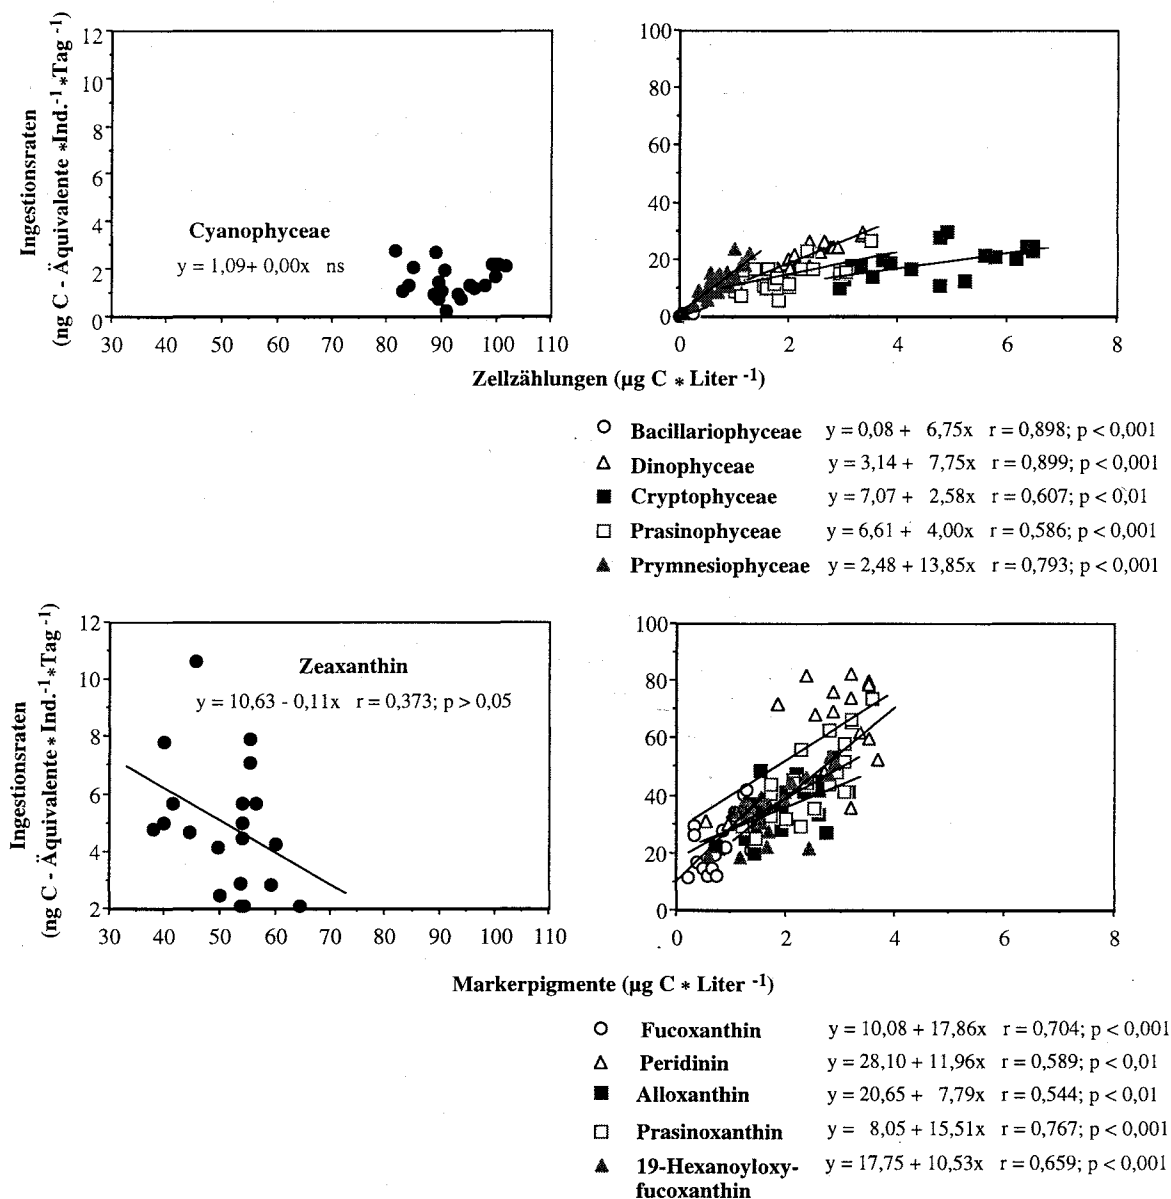 12
10
8
6
4
2
0
30 40 50 60 70 80 90 100 110
Ingestionsraten
(ng C - Äquivalente *Ind.-1 *Tag -1)
Cyanophyceae
y = 1,09+ 0,00x ns
100
80
60
40
20
0
0 2 4 6 8
Zellzählungen (µg C * Liter -1)
Bacillariophyceae y = 0,08 + 6,75x r = 0,898; p < 0,001
Dinophyceae y = 3,14 + 7,75x r = 0,899; p < 0,001
Cryptophyceae y = 7,07 + 2,58x r = 0,607; p < 0,01
Prasinophyceae y = 6,61 + 4,00x r = 0,586; p < 0,001
Prymnesiophyceae y = 2,48 + 13,85x r = 0,793; p < 0,001
12
10
8
6
4
2
30 40 50 60 70 80 90 100 110
Ingestionsraten
(ng C - Äquivalente * Ind.-1*Tag -1)
Zeaxanthin
y = 10,63 - 0,11x r = 0,373; p > 0,05
100
80
60
40
20
0
0 2 4 6 8
Markerpigmente (µg C * Liter -1)
Fucoxanthin y = 10,08 + 17,86x r = 0,704; p < 0,001
Peridinin y = 28,10 + 11,96x r = 0,589; p < 0,01
Alloxanthin y = 20,65 + 7,79x r = 0,544; p < 0,01
Prasinoxanthin y = 8,05 + 15,51x r = 0,767; p < 0,001
19-Hexanoyloxy- y = 17,75 + 10,53x r = 0,659; p < 0,001
fucoxanthin